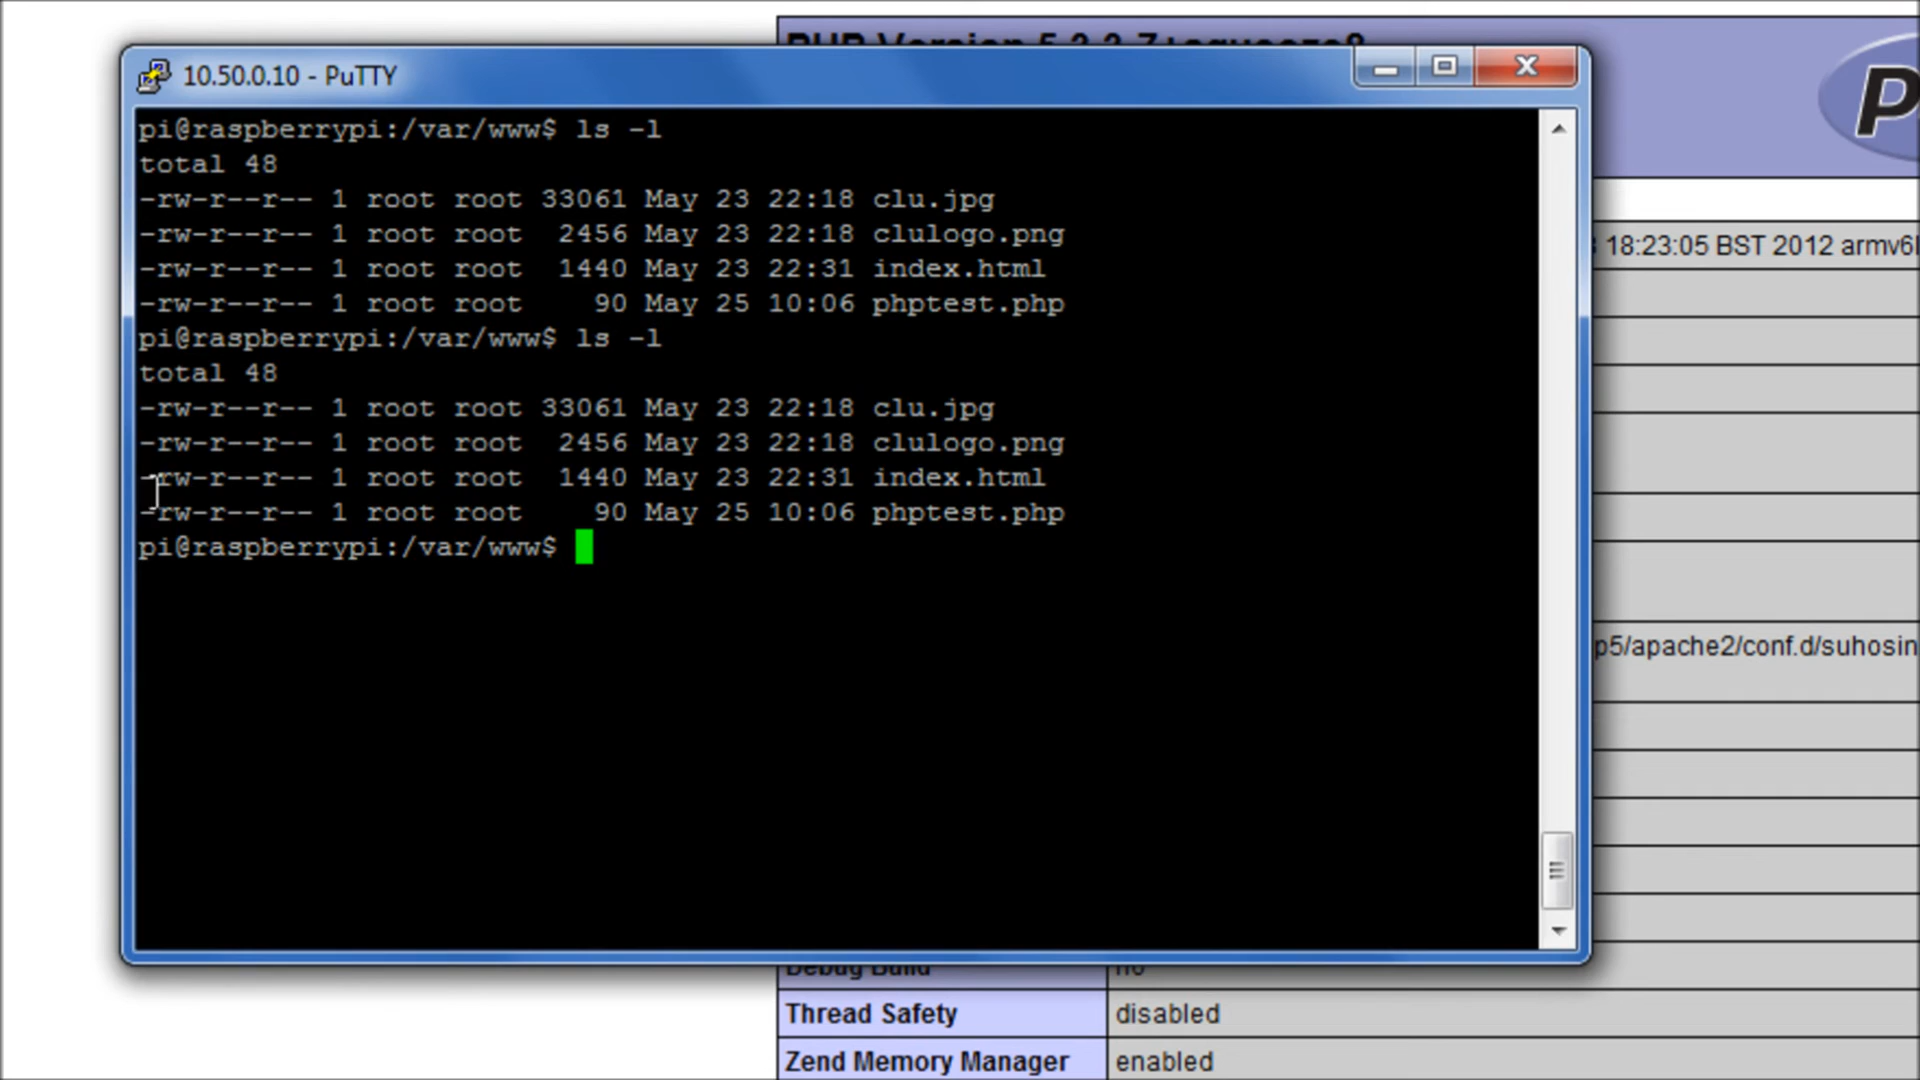 10.50.0.10 - PuTTY
pi@raspberrypi:/var/www$ ls -l
total 48
-rw-r--r-- 1 root root 33061 May 23 22:18 clu.jpg
-rw-r--r-- 1 root root  2456 May 23 22:18 clulogo.png
-rw-r--r-- 1 root root  1440 May 23 22:31 index.html
-rw-r--r-- 1 root root    90 May 25 10:06 phptest.php
pi@raspberrypi:/var/www$ ls -l
total 48
-rw-r--r-- 1 root root 33061 May 23 22:18 clu.jpg
-rw-r--r-- 1 root root  2456 May 23 22:18 clulogo.png
-rw-r--r-- 1 root root  1440 May 23 22:31 index.html
-rw-r--r-- 1 root root    90 May 25 10:06 phptest.php
pi@raspberrypi:/var/www$
P
18:23:05 BST 2012 armv6l
p5/apache2/conf.d/suhosin
Debug Build no
Thread Safety disabled
Zend Memory Manager enabled